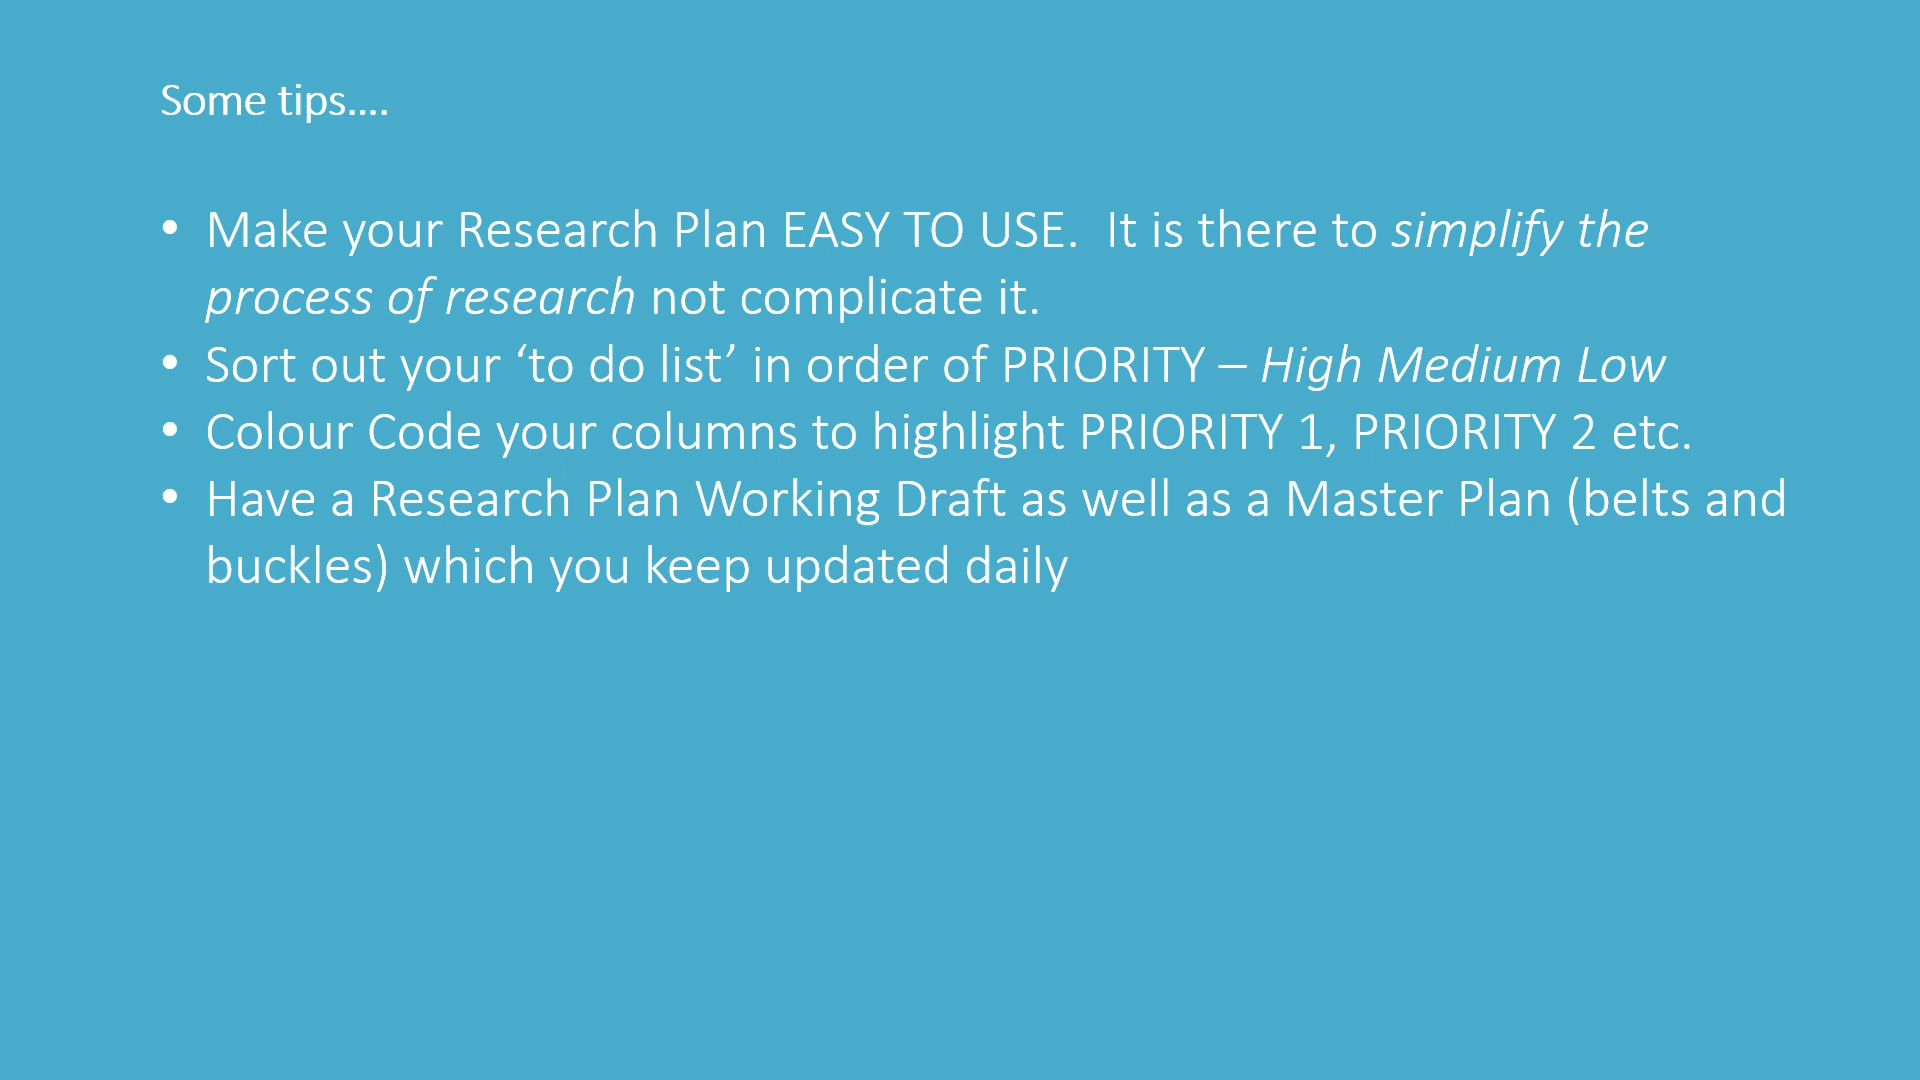 Some tips....
• Make your Research Plan EASY TO USE.  It is there to simplify the
process of research not complicate it.
• Sort out your ‘to do list’ in order of PRIORITY – High Medium Low
• Colour Code your columns to highlight PRIORITY 1, PRIORITY 2 etc.
• Have a Research Plan Working Draft as well as a Master Plan (belts and
buckles) which you keep updated daily